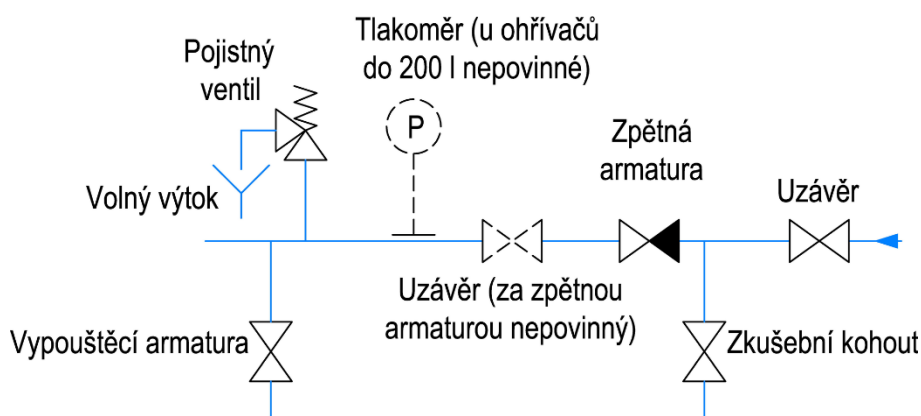 Pojistný
ventil
Tlakoměr (u ohřívačů
do 200 l nepovinné)
P
Zpětná
armatura
Volný výtok
Uzávěr
Uzávěr (za zpětnou
armaturou nepovinný)
Vypouštěcí armatura
Zkušební kohout